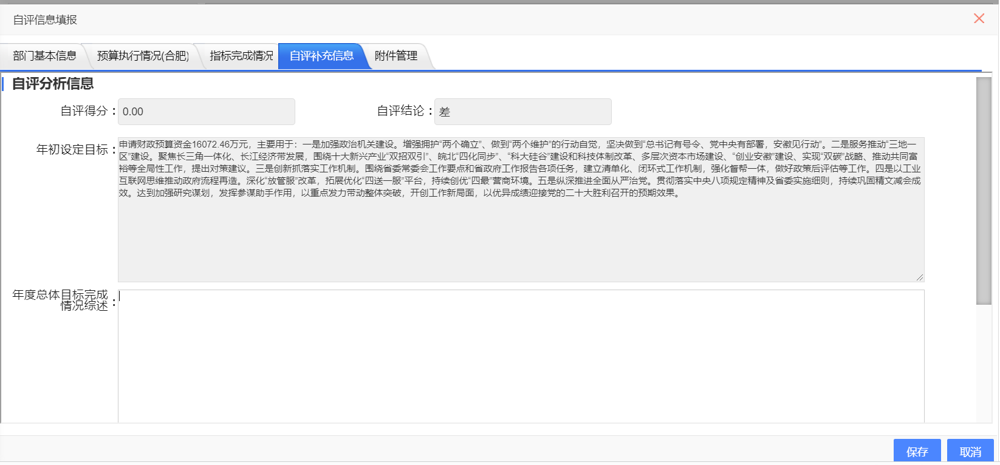 自评信息填报
部门基本信息 预算执行情况(合肥) 指标完成情况 自评补充信息 附件管理
自评分析信息
自评得分： 0.00 自评结论： 差
年初设定目标：
申请财政预算资金16072.46万元，主要用于：一是加强政治机关建设。增强拥护“两个确立”、做到“两个维护”的行动自觉，坚决做到“总书记有号令、党中央有部署，安徽见行动”。二是服务推动“三地一
区”建设。聚焦长三角一体化、长江经济带发展，围绕十大新兴产业“双招双引”、皖北“四化同步”、“科大硅谷”建设和科技体制改革、多层次资本市场建设、“创业安徽”建设、实现“双碳”战略、推动共同富
裕等全局性工作，提出对策建议。三是创新抓落实工作机制。围绕省委常委会工作要点和省政府工作报告各项任务，建立清单化、闭环式工作机制，强化督帮一体，做好政策后评估等工作。四是以工业
互联网思维推动政府流程再造。深化“放管服”改革，拓展优化“四送一服”平台，持续创优“四最”营商环境。五是纵深推进全面从严治党。贯彻落实中央八项规定精神及省委实施细则，持续巩固精文减会成
效。达到加强研究谋划，发挥参谋助手作用，以重点发力带动整体突破，开创工作新局面，以优异成绩迎接党的二十大胜利召开的预期效果。
年度总体目标完成
情况综述：
保存 取消